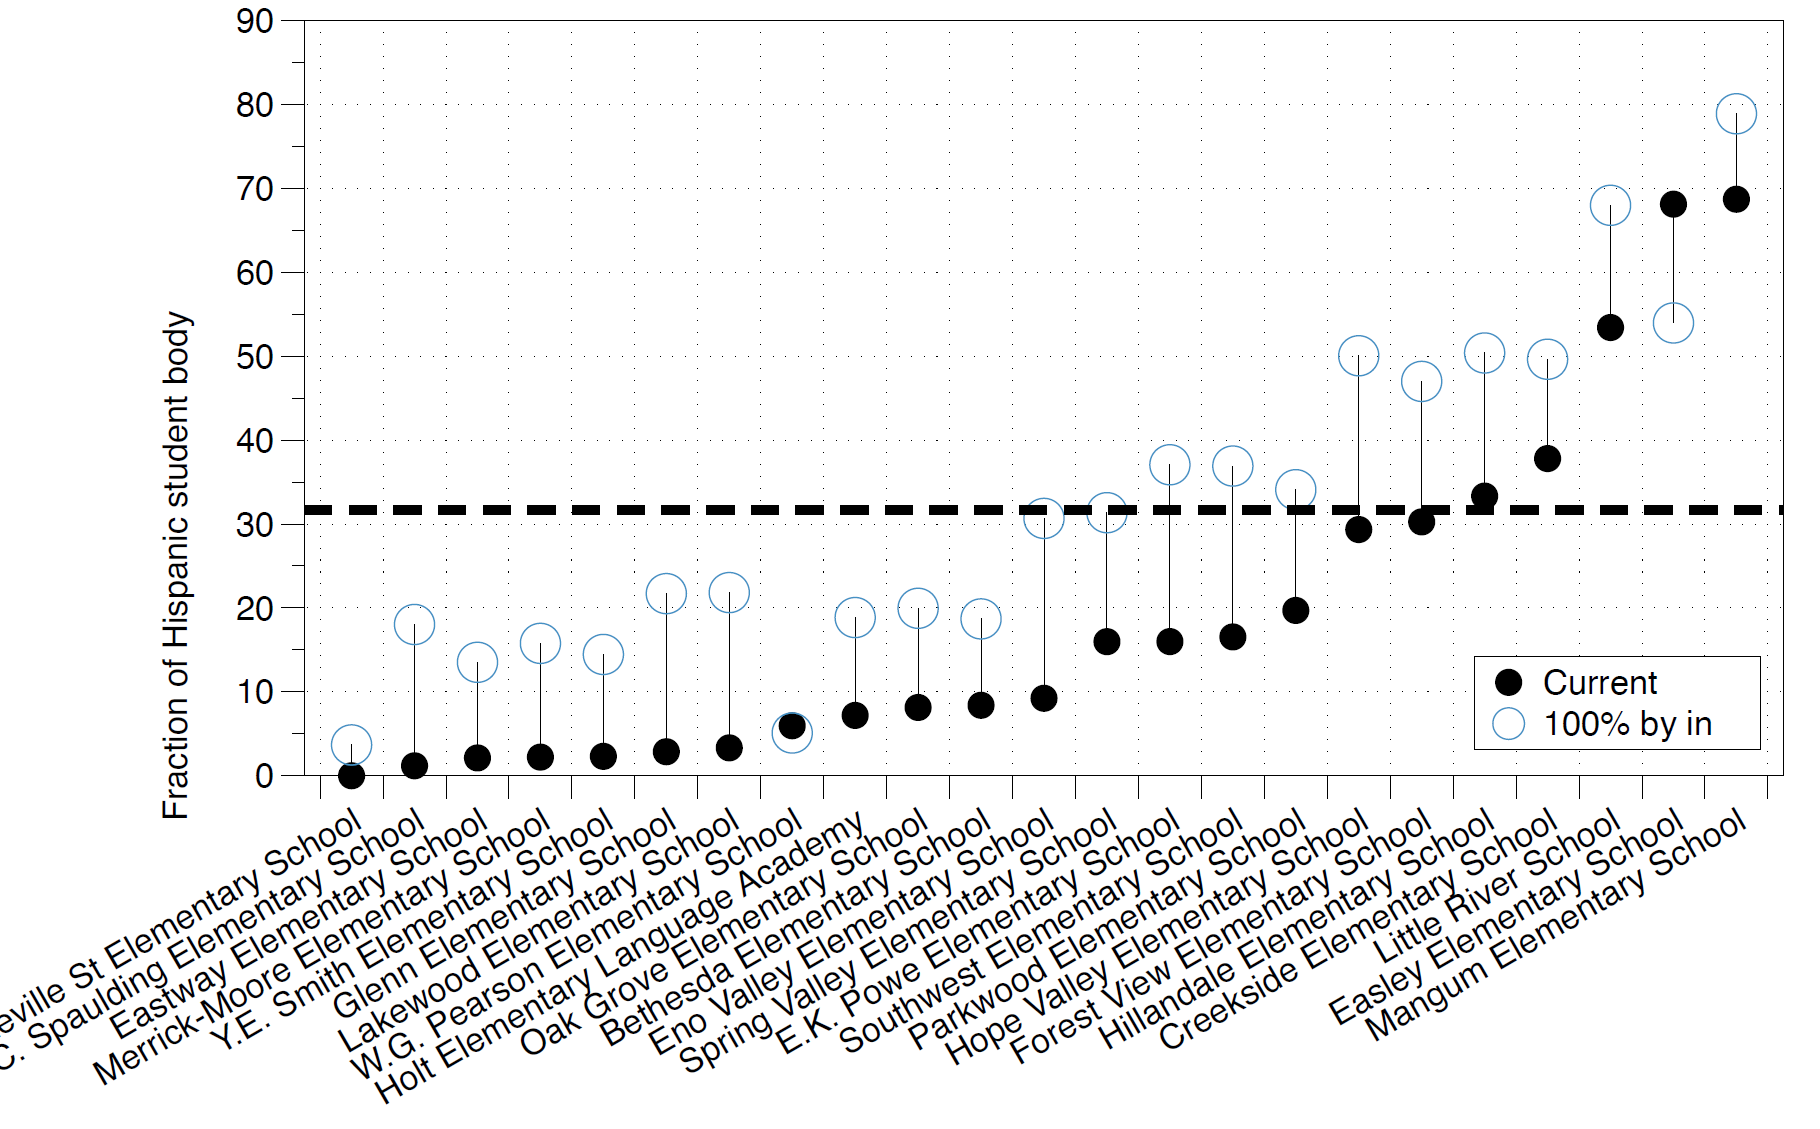 90
80
70
60
50
40
30
20
10
0
Fraction of Hispanic student body
Current
100% by in
St Elementary School
C. Spaulding Elementary School
Eastway Elementary School
Merrick-Moore Elementary School
Y.E. Smith Elementary School
Glenn Elementary School
Lakewood Elementary School
W.G. Pearson Elementary School
Holt Elementary Language Academy
Oak Grove Elementary School
Bethesda Elementary School
Eno Valley Elementary School
Spring Valley Elementary School
E.K. Powe Elementary School
Southwest Elementary School
Parkwood Elementary School
Hope Valley Elementary School
Forest View Elementary School
Hillandale Elementary School
Creekside Elementary School
Little River School
Easley Elementary School
Mangum Elementary School